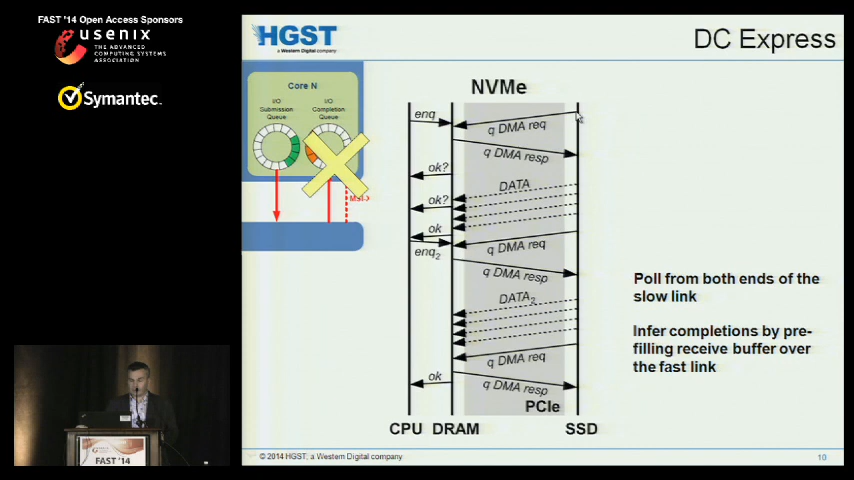 FAST '14 Open Access Sponsors
usenix
THE ADVANCED
COMPUTING SYSTEMS
ASSOCIATION
Symantec.
HGST
a Western Digital company
DC Express
Core N
I/O
Submission
Queue
I/O
Completion
Queue
MSI-X
NVMe
enq
q DMA req
q DMA resp
ok?
DATA
ok?
ok
q DMA req
enq2
q DMA resp
DATA2
q DMA req
ok
q DMA resp
PCIe
CPU DRAM SSD
Poll from both ends of the
slow link
Infer completions by pre-
filling receive buffer over
the fast link
FAST '14
© 2014 HGST, a Western Digital company
10